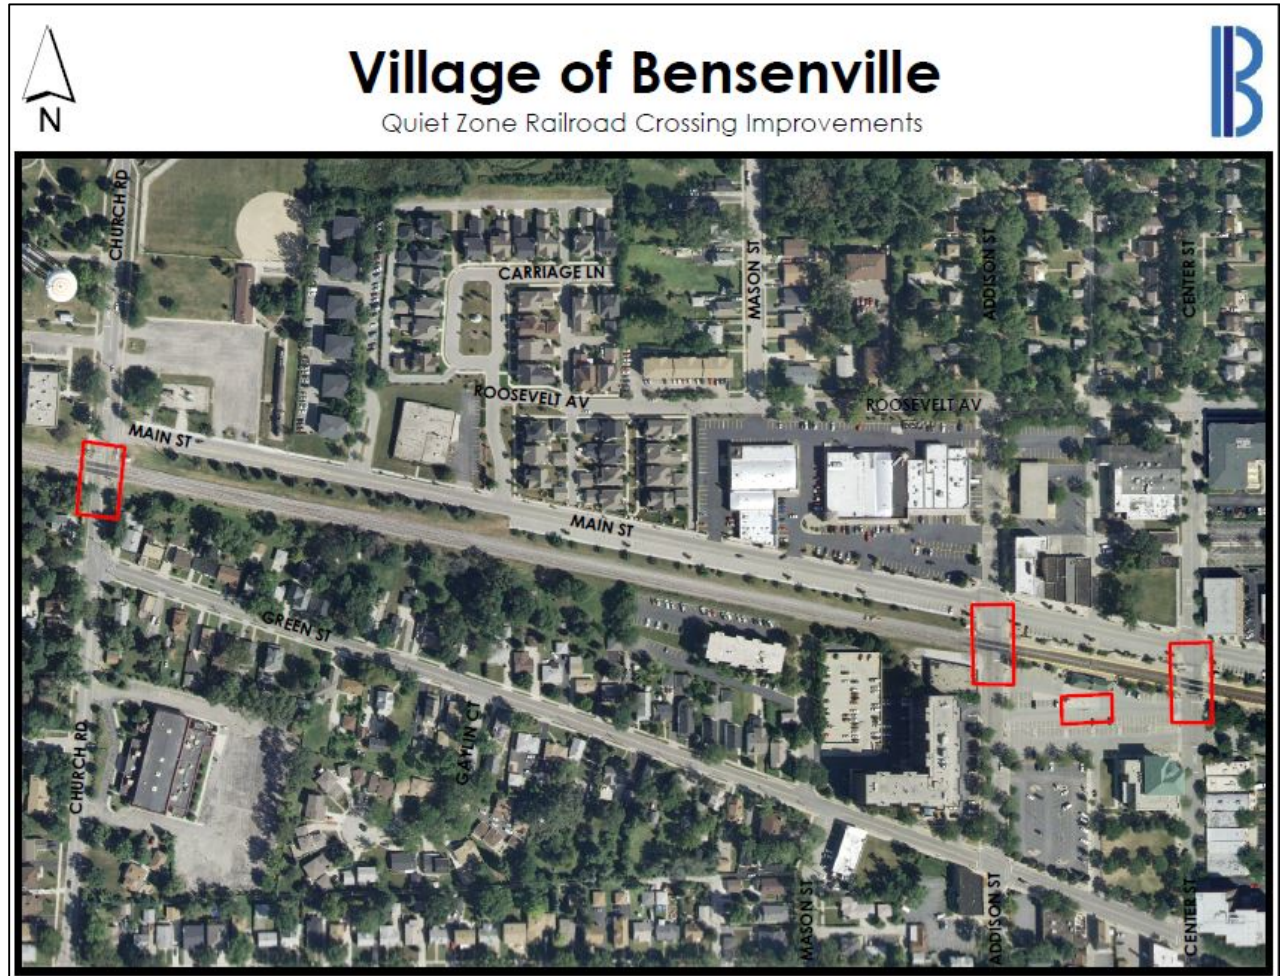 Village of Bensenville
Quiet Zone Railroad Crossing Improvements
N
B
CHURCH RD
MASON ST
ADDISON ST
CENTER ST
CARRIAGE LN
ROOSEVELT AV
ROOSEVELT AV
MAIN ST
MAIN ST
GREEN ST
GAYLIN CT
CHURCH RD
MASON ST
ADDISON ST
CENTER ST